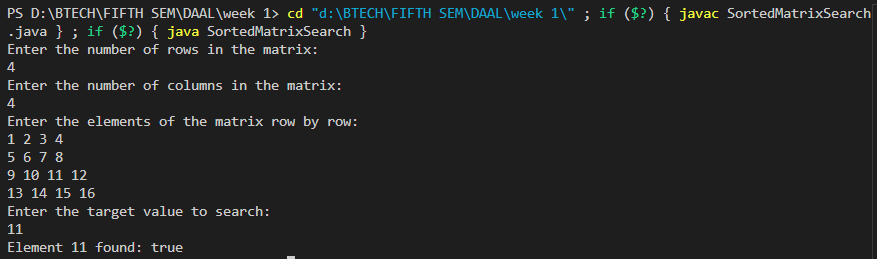 PS D:\BTECH\FIFTH SEM\DAAL\week 1> cd "d:\BTECH\FIFTH SEM\DAAL\week 1\" ; if ($?) { javac SortedMatrixSearch
.java } ; if ($?) { java SortedMatrixSearch }
Enter the number of rows in the matrix:
4
Enter the number of columns in the matrix:
4
Enter the elements of the matrix row by row:
1 2 3 4
5 6 7 8
9 10 11 12
13 14 15 16
Enter the target value to search:
11
Element 11 found: true